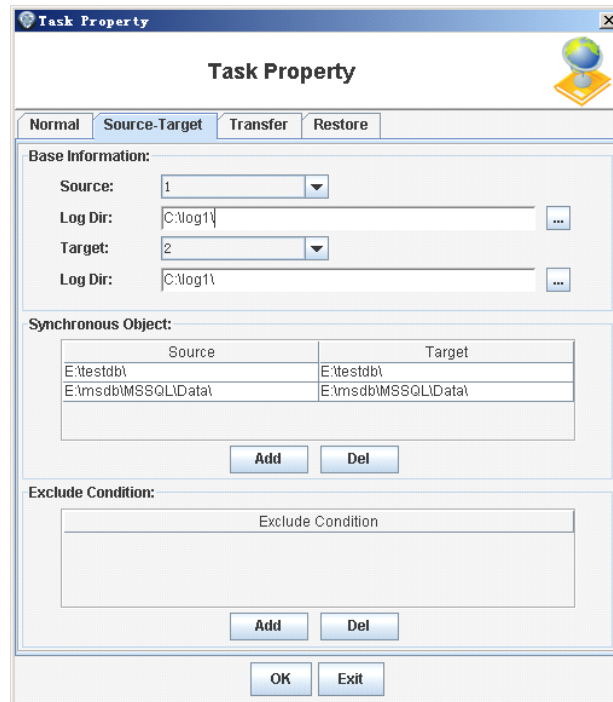 Task Property
Task Property
Normal Source-Target Transfer Restore
Base Information:
Source: 1
Log Dir: C:\log1\ ...
Target: 2
Log Dir: C:\log1\ ...
Synchronous Object:
Source Target
E:\testdb\ E:\testdb\
E:\msdb\MSSQL\Data\ E:\msdb\MSSQL\Data\
Add Del
Exclude Condition:
Exclude Condition
Add Del
OK Exit